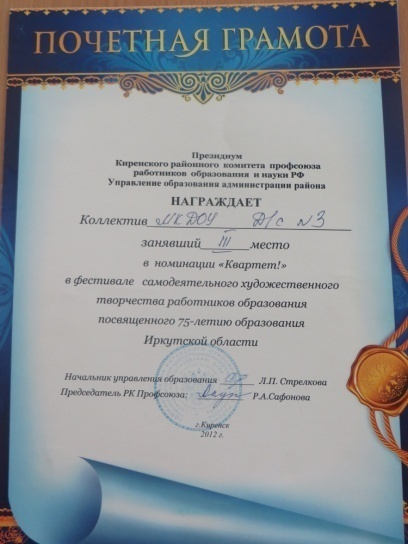 ПОЧЕТНАЯ ГРАМОТА
Президиум
Киренского районного комитета профсоюза
работников образования и науки РФ
Управление образования администрации района
НАГРАЖДАЕТ
Коллектив МКДОУ Д/с №3
занявший III место
в номинации «Квартет!»
в фестивале самодеятельного художественного
творчества работников образования
посвященного 75-летию образования
Иркутской области
Начальник управления образования Л.П. Стрелкова
Председатель РК Профсоюза: Р.А.Сафонова
г.Киренск
2012 г.